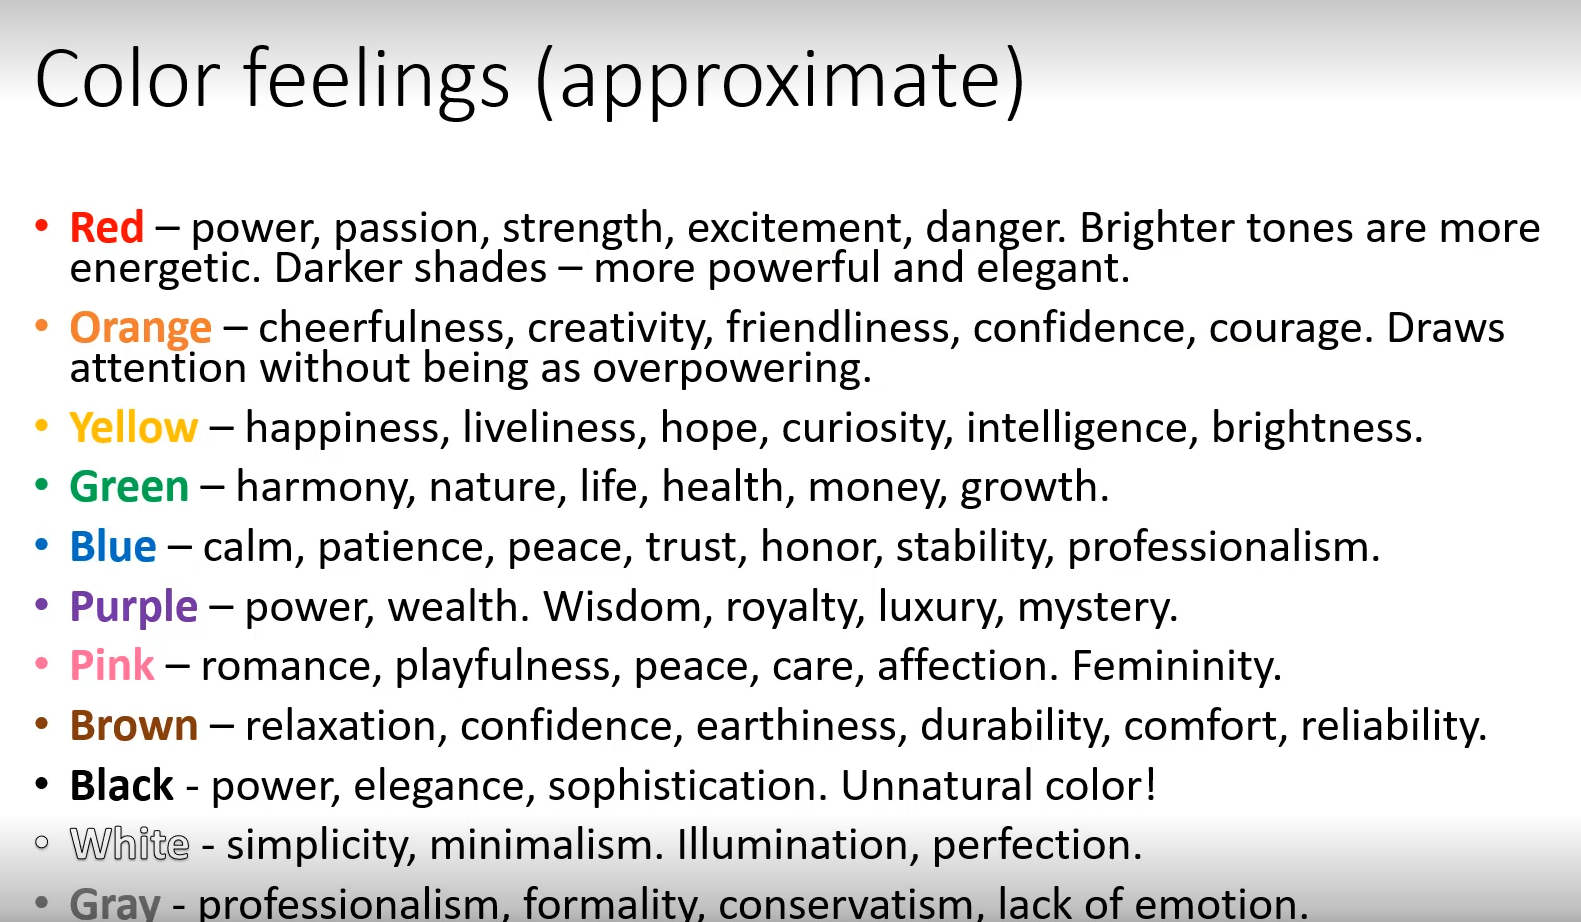 Color feelings (approximate)
• Red – power, passion, strength, excitement, danger. Brighter tones are more
energetic. Darker shades – more powerful and elegant.
• Orange – cheerfulness, creativity, friendliness, confidence, courage. Draws
attention without being as overpowering.
• Yellow – happiness, liveliness, hope, curiosity, intelligence, brightness.
• Green – harmony, nature, life, health, money, growth.
• Blue – calm, patience, peace, trust, honor, stability, professionalism.
• Purple – power, wealth. Wisdom, royalty, luxury, mystery.
• Pink – romance, playfulness, peace, care, affection. Femininity.
• Brown – relaxation, confidence, earthiness, durability, comfort, reliability.
• Black - power, elegance, sophistication. Unnatural color!
• White - simplicity, minimalism. Illumination, perfection.
• Gray - professionalism, formality, conservatism, lack of emotion.